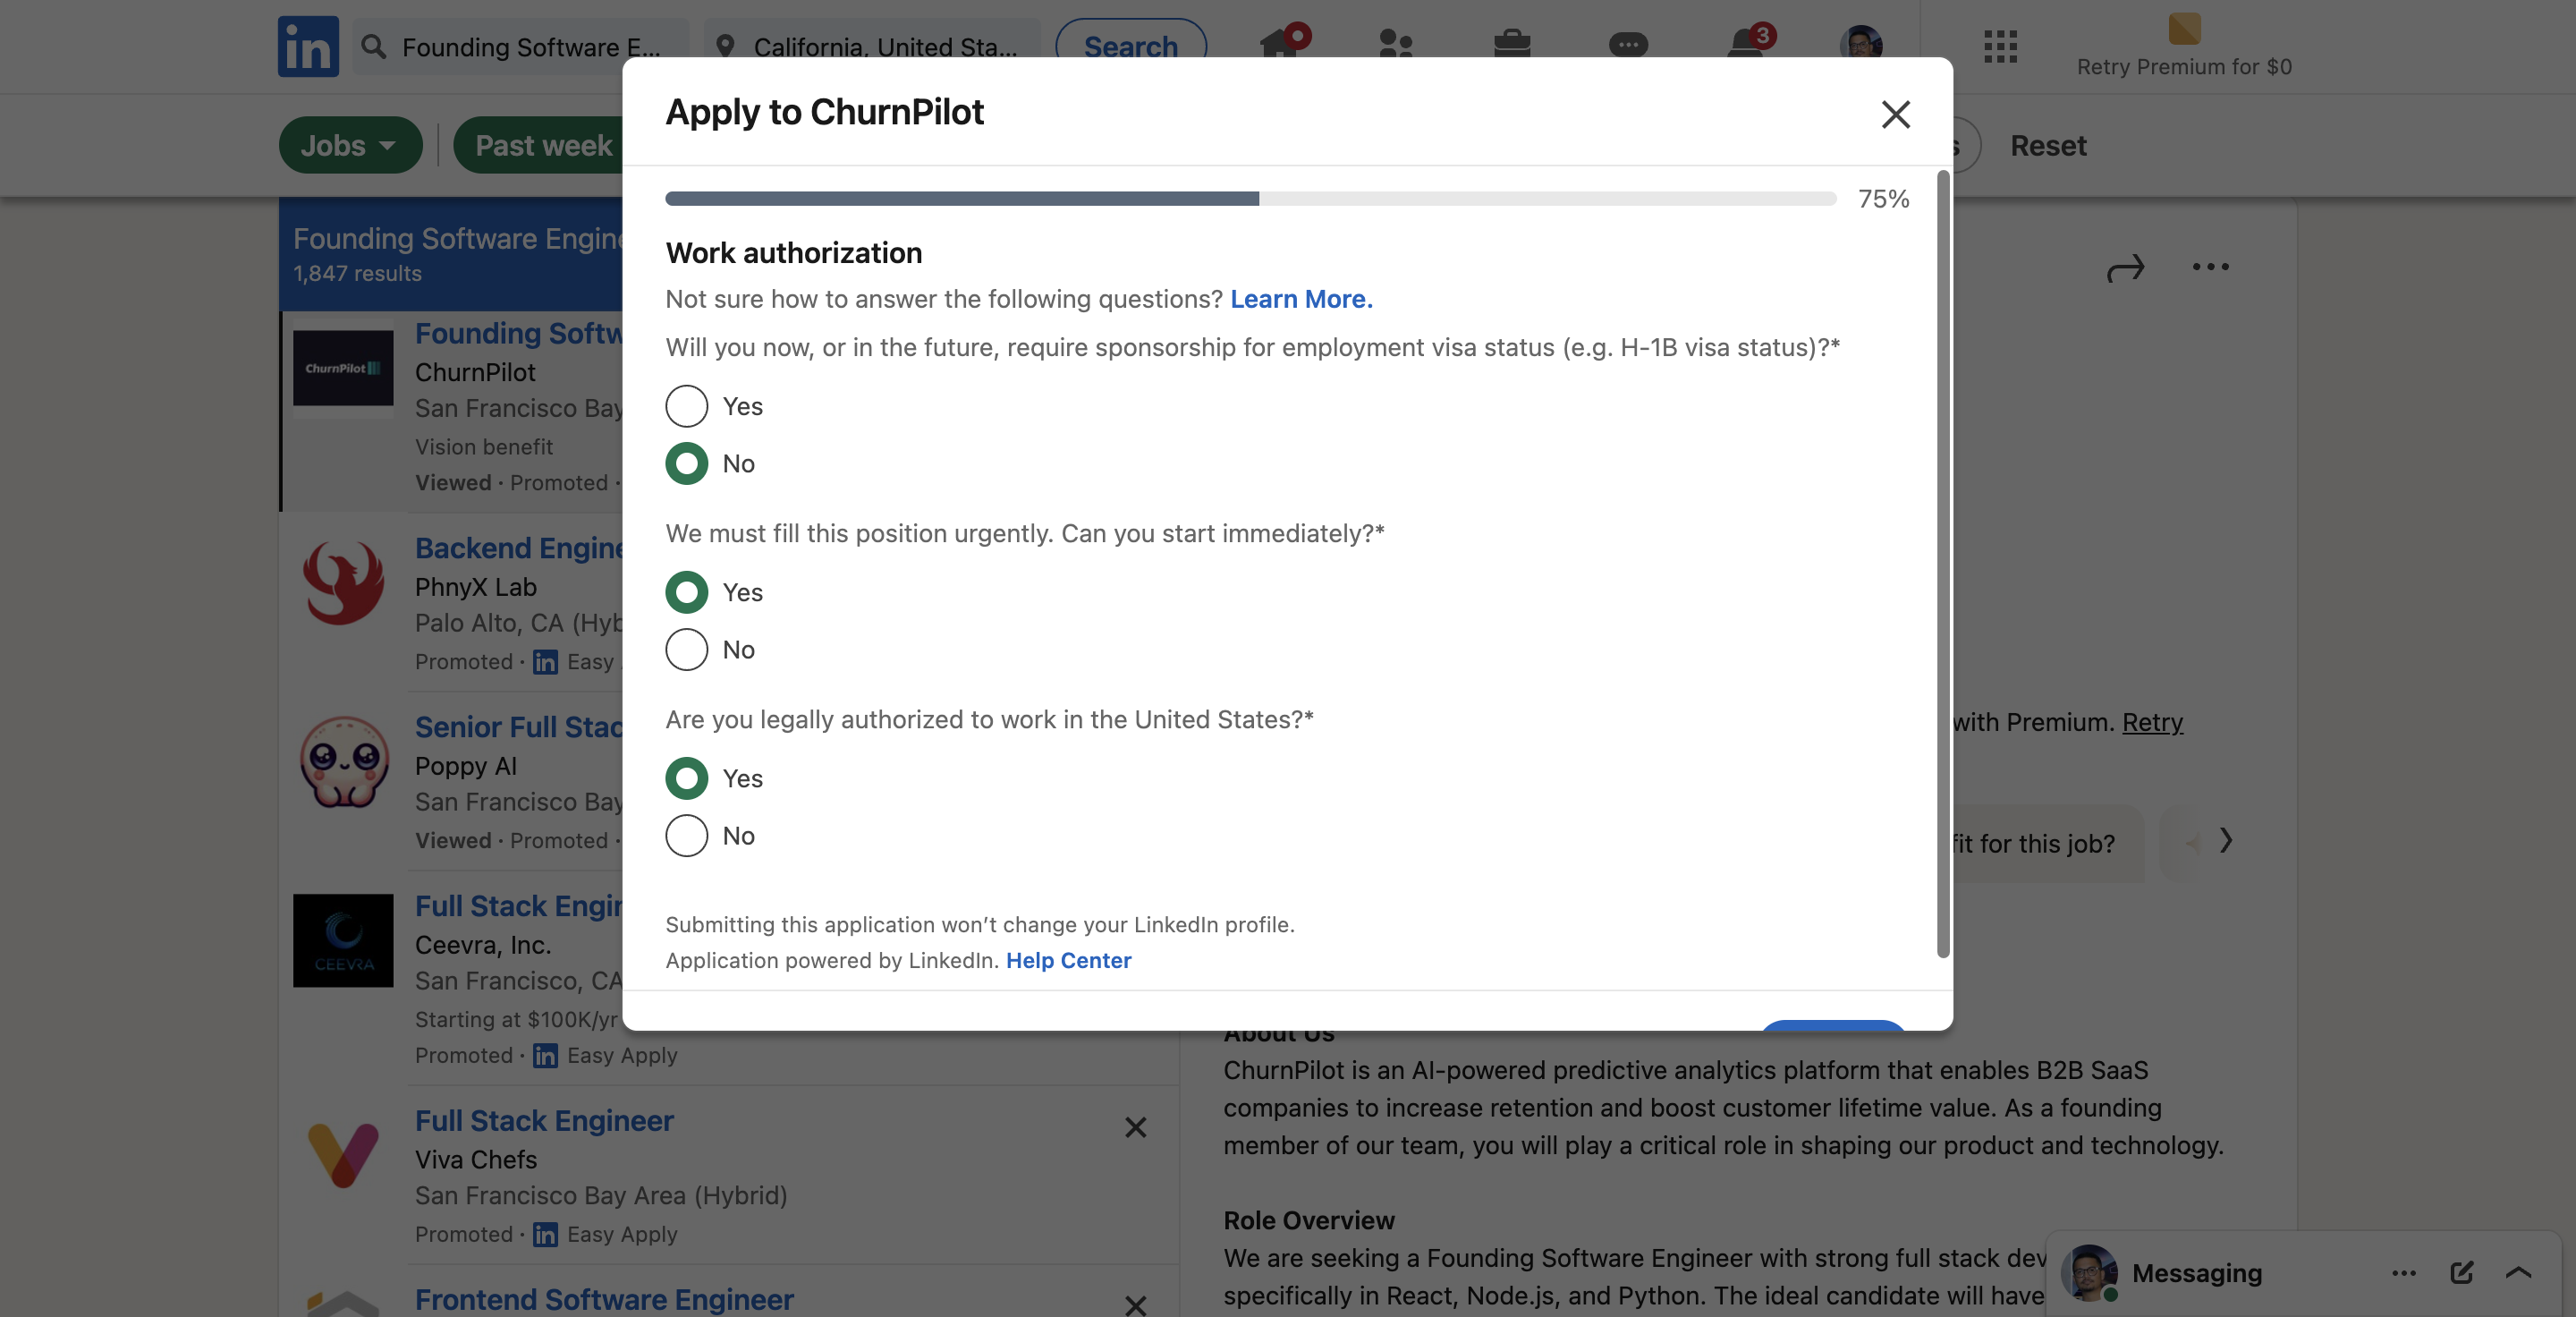 in
Founding Software E...
California, United Sta...
Search
3
Retry Premium for $0
Jobs
Past week
Reset
Founding Software Engine
1,847 results
ChurnPilot
Founding Softw
ChurnPilot
San Francisco Bay
Vision benefit
Viewed · Promoted ·
Backend Engine
PhnyX Lab
Palo Alto, CA (Hyb
Promoted · in Easy
Senior Full Stac
Poppy AI
San Francisco Bay
Viewed · Promoted ·
CEEVRA
Full Stack Engin
Ceevra, Inc.
San Francisco, CA
Starting at $100K/yr
Promoted · in Easy Apply
Full Stack Engineer
Viva Chefs
San Francisco Bay Area (Hybrid)
Promoted · in Easy Apply
Frontend Software Engineer
Apply to ChurnPilot
75%
Work authorization
Not sure how to answer the following questions? Learn More.
Will you now, or in the future, require sponsorship for employment visa status (e.g. H-1B visa status)?*
Yes
No
We must fill this position urgently. Can you start immediately?*
Yes
No
Are you legally authorized to work in the United States?*
Yes
No
Submitting this application won't change your LinkedIn profile.
Application powered by LinkedIn. Help Center
with Premium. Retry
fit for this job?
About Us
ChurnPilot is an AI-powered predictive analytics platform that enables B2B SaaS
companies to increase retention and boost customer lifetime value. As a founding
member of our team, you will play a critical role in shaping our product and technology.
Role Overview
We are seeking a Founding Software Engineer with strong full stack dev
specifically in React, Node.js, and Python. The ideal candidate will have
Messaging